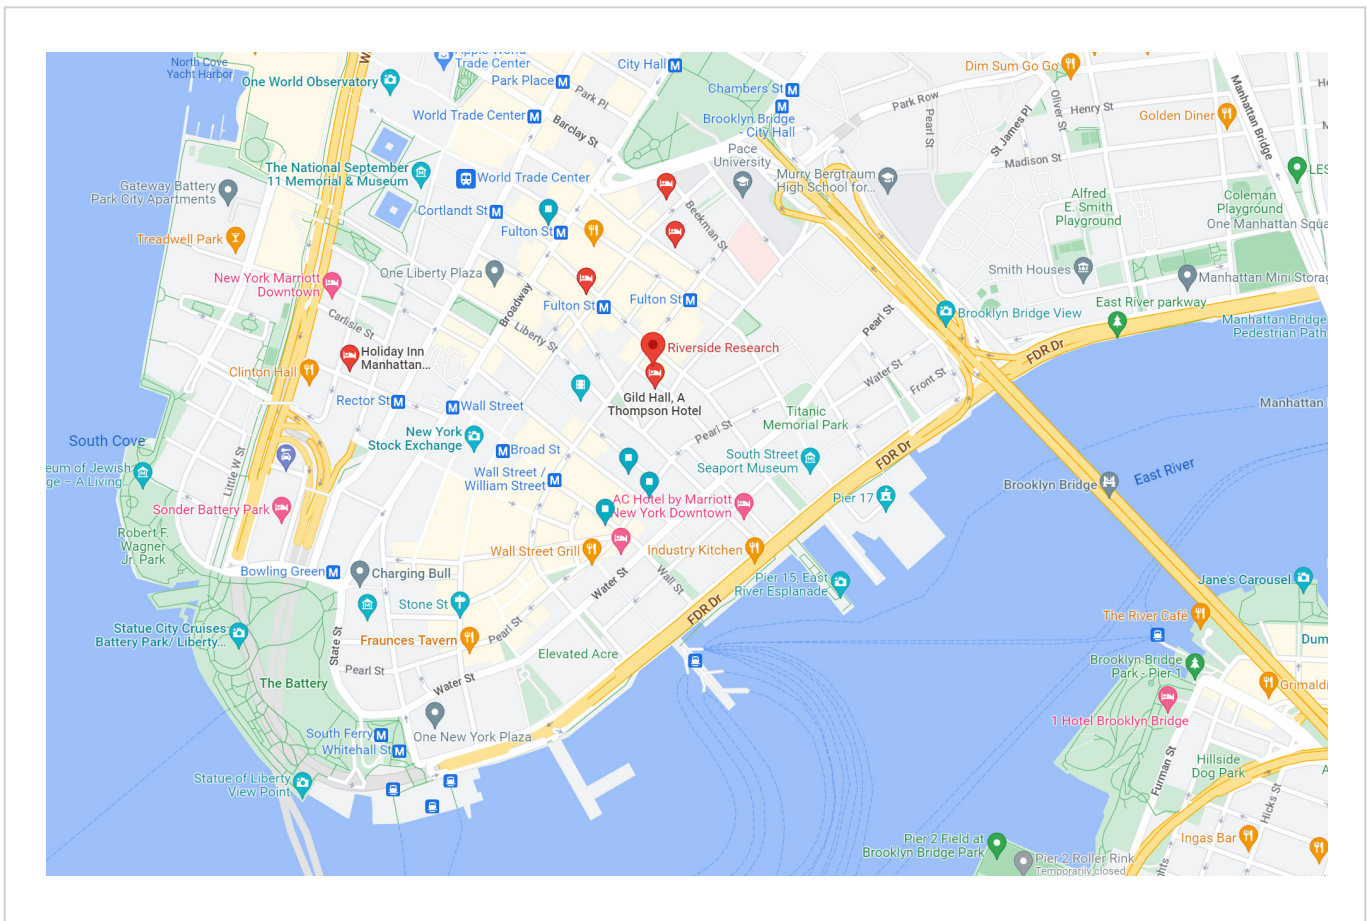 North Cove
Yacht Harbor
One World Observatory
Trade Center
Park Place
City Hall
Park Pl
Barclay St
World Trade Center
Chambers St
Brooklyn Bridge
- City Hall
Dim Sum Go Go
Park Row
Pearl St
Oliver St
Henry St
St James Pl
Madison St
Golden Diner
Manhattan Bridge
The National September
11 Memorial & Museum
World Trade Center
Pace
University
Murry Bergtraum
High School for...
Gateway Battery
Park City Apartments
Cortlandt St
Fulton St
Beekman St
Alfred
E. Smith
Playground
Coleman
Playground
One Manhattan Squa
LES
Treadwell Park
New York Marriott
Downtown
One Liberty Plaza
Broadway
Fulton St
Fulton St
Smith Houses
Manhattan Mini Storag
East River parkway
Brooklyn Bridge View
Manhattan Bridge
Pedestrian Path
Carlisle St
Liberty St
Pearl St
Riverside Research
Holiday Inn
Manhattan...
Clinton Hall
Gild Hall, A
Thompson Hotel
Water St
Front St
FDR Dr
Rector St
Wall Street
Titanic
Memorial Park
Manhattan
South Cove
New York
Stock Exchange
Broad St
Pearl St
FDR Dr
eum of Jewish
ge – A Living...
Little W St
Wall Street /
William Street
South Street
Seaport Museum
East River
Brooklyn Bridge
Sonder Battery Park
AC Hotel by Marriott
New York Downtown
Pier 17
Robert F.
Wagner
Jr. Park
Wall Street Grill
Industry Kitchen
Bowling Green
Charging Bull
Water St
Wall St
Pier 15, East
River Esplanade
Jane's Carousel
Stone St
FDR Dr
The River Café
Statue City Cruises
Battery Park/ Liberty...
State St
Fraunces Tavern
Pearl St
Dum
Elevated Acre
Brooklyn Bridge
Park - Pier 1
Pearl St
The Battery
Water St
Grimaldi
1 Hotel Brooklyn Bridge
South Ferry
Whitehall St
One New York Plaza
Hillside
Dog Park
Furman St
Statue of Liberty
View Point
Hicks St
Pier 2 Field at
Brooklyn Bridge Park
Ingas Bar
Pier 2 Roller Rink
Temporarily closed